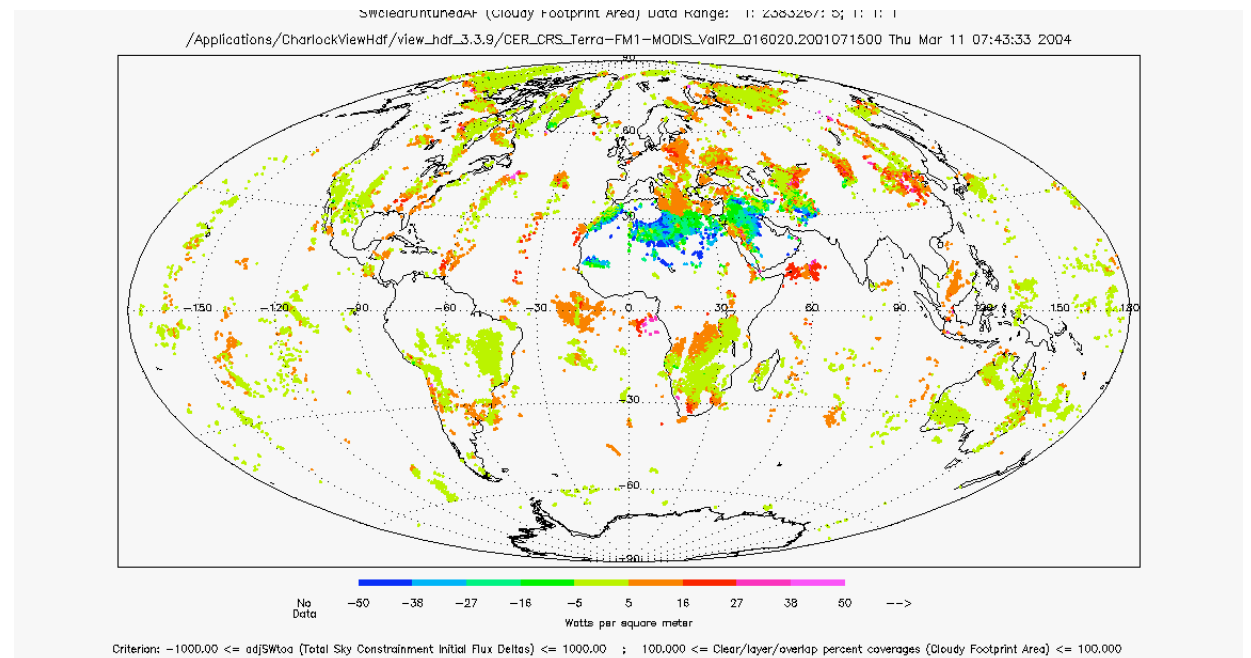 SWclearUntunedAF (Cloudy Footprint Area) Data Range: 1: 2383267: 5; 1: 1: 1
/Applications/CharlockViewHdf/view_hdf_3.3.9/CER_CRS_Terra-FM1-MODIS_ValR2_016020.2001071500 Thu Mar 11 07:43:33 2004
90
60
30
-150 -120 -90 -60 -30 0 30 60 90 120 150 180
-30
-60
-90
No Data -50 -38 -27 -16 -5 5 16 27 38 50 -->
Watts per square meter
Criterion: -1000.00 <= adjSWtoa (Total Sky Constrainment Initial Flux Deltas) <= 1000.00 ; 100.000 <= Clear/layer/overlap percent coverages (Cloudy Footprint Area) <= 100.000